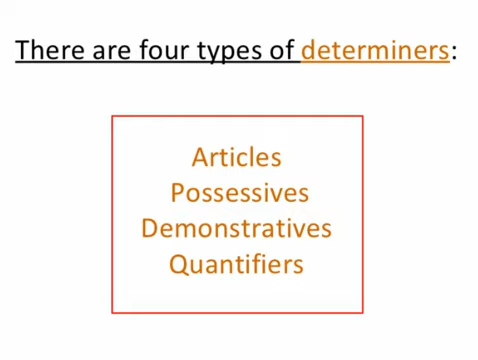 There are four types of determiners:
Articles
Possessives
Demonstratives
Quantifiers